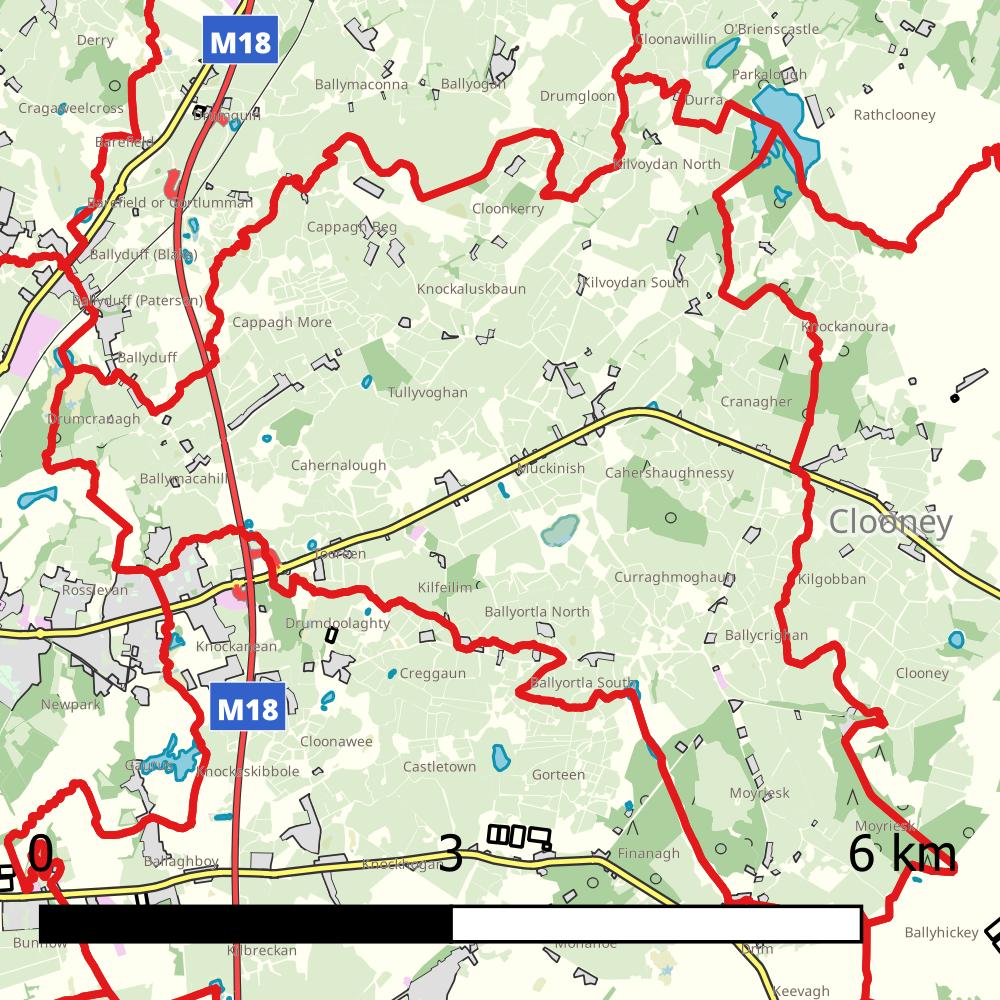 O'Brienscastle
Derry
M18
Cloonawillin
Parkalough
Ballymaconna
Ballyogan
Drumgloon
Durra
Cragaweelcross
Drumquin
Rathclooney
Barefield
Kilvoydan North
Barefield or Gortlumman
Cloonkerry
Cappagh Beg
Ballyduff (Blake)
Kilvoydan South
Knockaluskbaun
Ballyduff (Paterson)
Cappagh More
Knockanoura
Ballyduff
Tullyvoghan
Cranagher
Drumcranagh
Cahernalough
Muckinish
Cahershaughnessy
Ballymacahill
Clooney
Toureen
Curraghmoghaun
Kilgobban
Rosslevan
Kilfeilim
Ballyortla North
Drumdoolaghty
Ballycrighan
Knockanean
Creggaun
Ballyortla South
Clooney
Newpark
M18
Cloonawee
Gaurus
Knockaskibbole
Castletown
Gorteen
Moyriesk
Moyriesk
0
3
6 km
Ballaghboy
Knockhogan
Finanagh
Bunnow
Kilbreckan
Monanoe
Drim
Ballyhickey
Keevagh